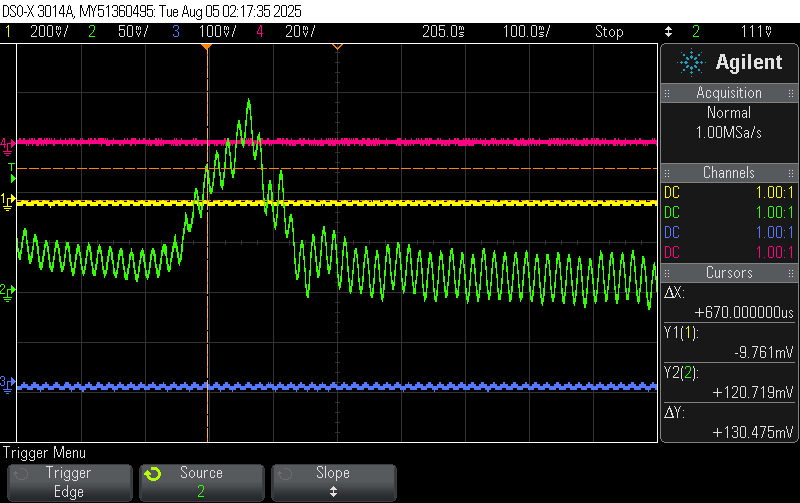 DSO-X 3014A, MY51360495: Tue Aug 05 02:17:35 2025
1 200mV/ 2 50mV/ 3 100mV/ 4 20mV/ 205.0ms 100.0ms/ Stop 2 111mV
Agilent
Acquisition
Normal
1.00MSa/s
Channels
DC 1.00:1
DC 1.00:1
DC 1.00:1
DC 1.00:1
Cursors
ΔX:
+670.000000us
Y1(1):
-9.761mV
Y2(2):
+120.719mV
ΔY:
+130.475mV
4
T
1
2
3
Trigger Menu
Trigger
Edge
Source
2
Slope